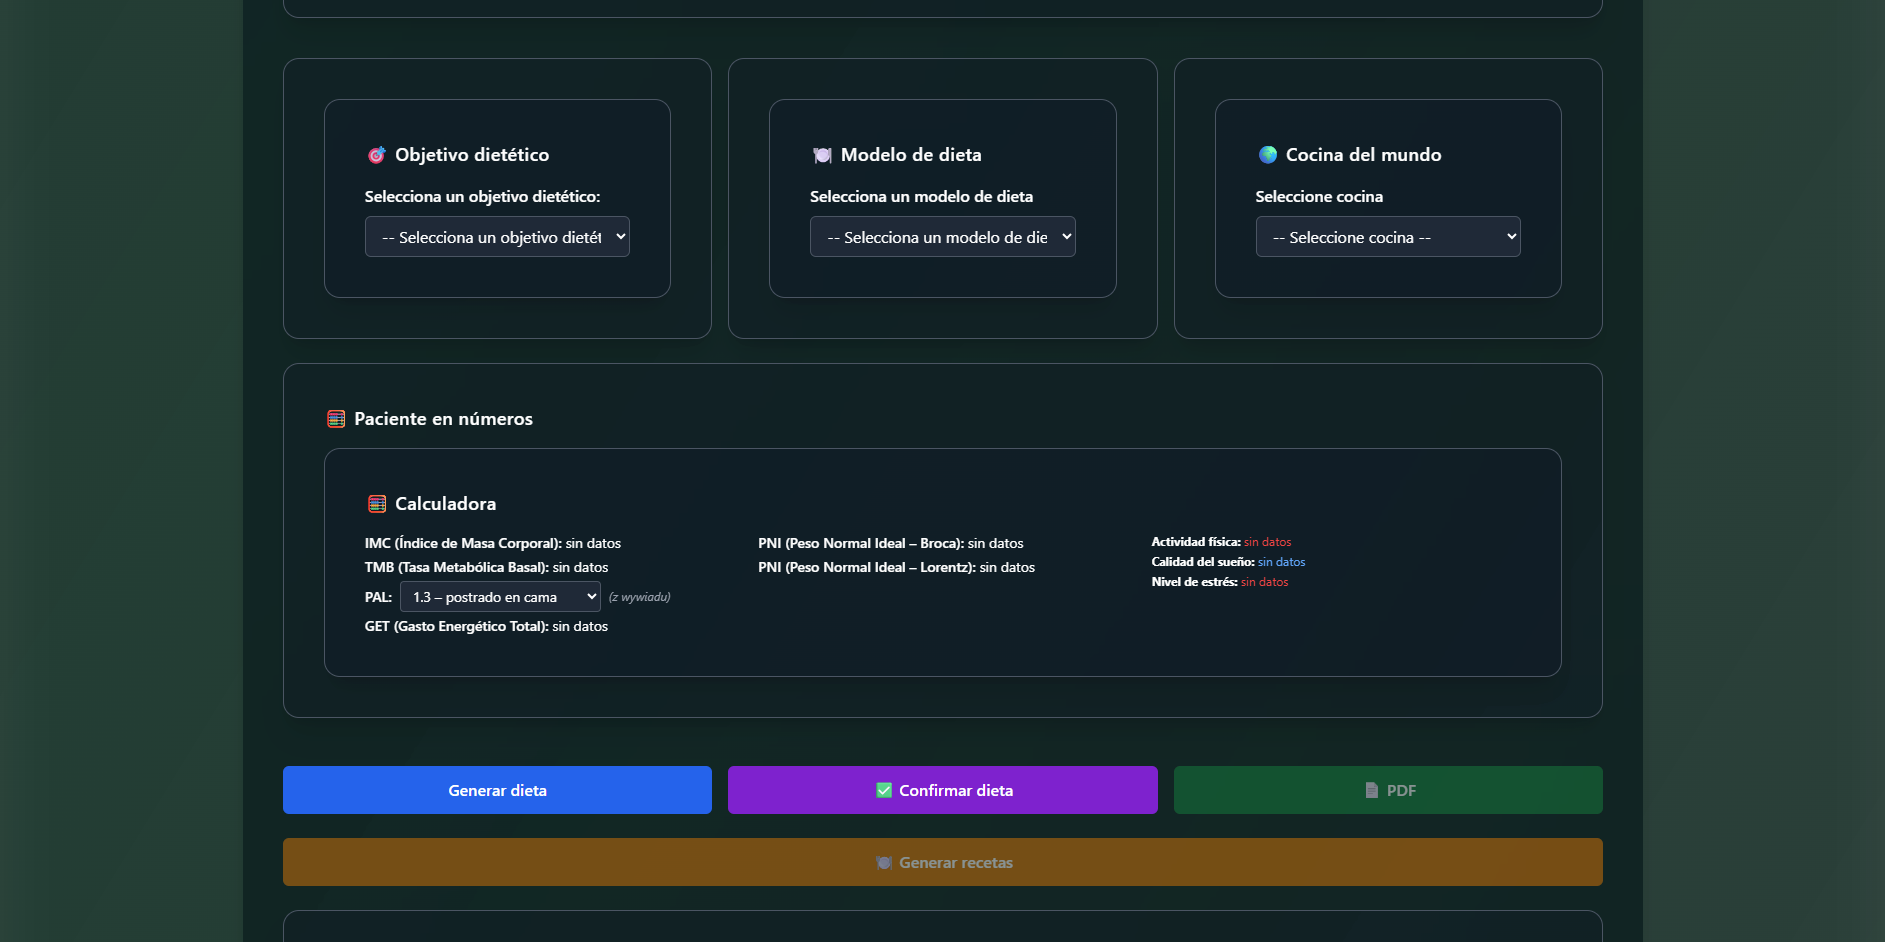 Objetivo dietético
Selecciona un objetivo dietético:
-- Selecciona un objetivo dietét
Modelo de dieta
Selecciona un modelo de dieta
-- Selecciona un modelo de die
Cocina del mundo
Seleccione cocina
-- Seleccione cocina --
Paciente en números
Calculadora
IMC (Índice de Masa Corporal): sin datos
TMB (Tasa Metabólica Basal): sin datos
PAL: 1.3 – postrado en cama (z wywiadu)
GET (Gasto Energético Total): sin datos
PNI (Peso Normal Ideal – Broca): sin datos
PNI (Peso Normal Ideal – Lorentz): sin datos
Actividad física: sin datos
Calidad del sueño: sin datos
Nivel de estrés: sin datos
Generar dieta
Confirmar dieta
PDF
Generar recetas